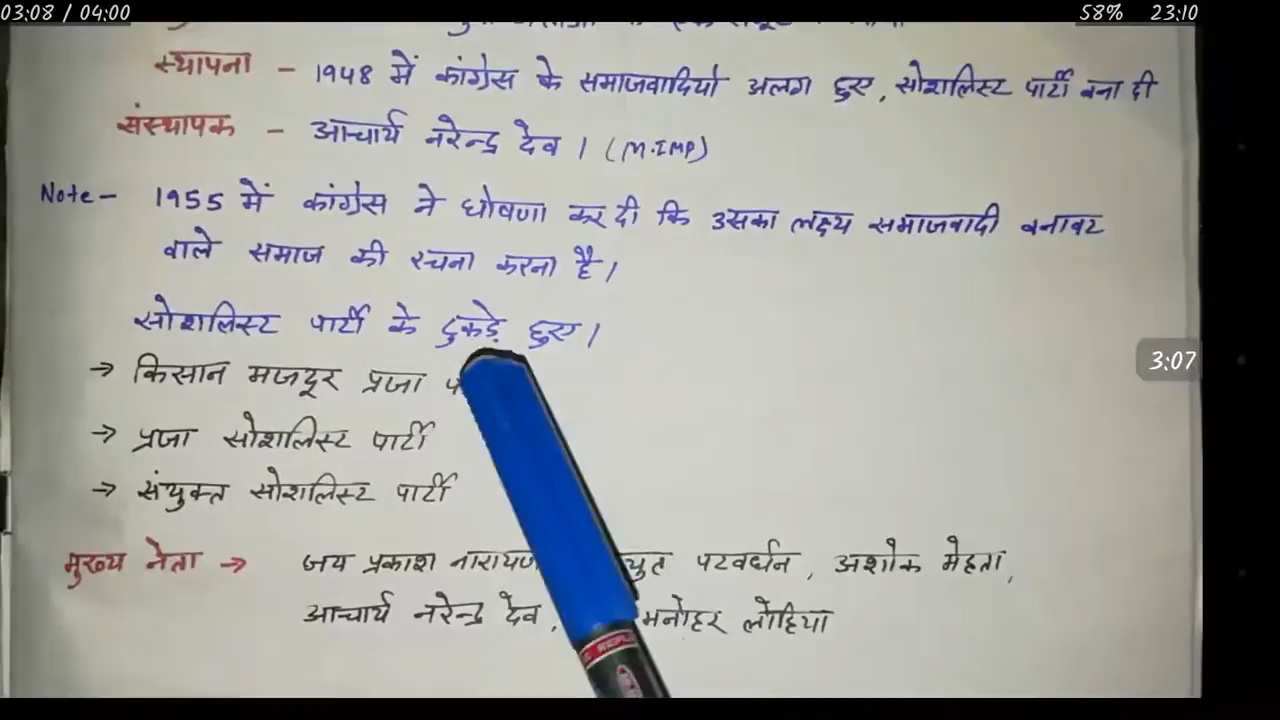 03:08 / 04:00
58% 23:10
स्थापना - 1948 में कांग्रेस के समाजवादियो अलग हुए, सोशलिस्ट पार्टी बना दी
संस्थापक - आचार्य नरेन्द्र देव। (M.IMP)
Note- 1955 में कांग्रेस ने घोषणा कर दी कि उसका लक्ष्य समाजवादी बनावट
वाले समाज की रचना करना है।
सोशलिस्ट पार्टी के टुकड़े हुए।
3:07
→ किसान मजदूर प्रजा
→ प्रजा सोशलिस्ट पार्टी
→ संयुक्त सोशलिस्ट पार्टी
मुख्य नेता → जय प्रकाश नारायण पटवर्धन, अशोक मेहता,
आचार्य नरेन्द्र देव, मनोहर लोहिया